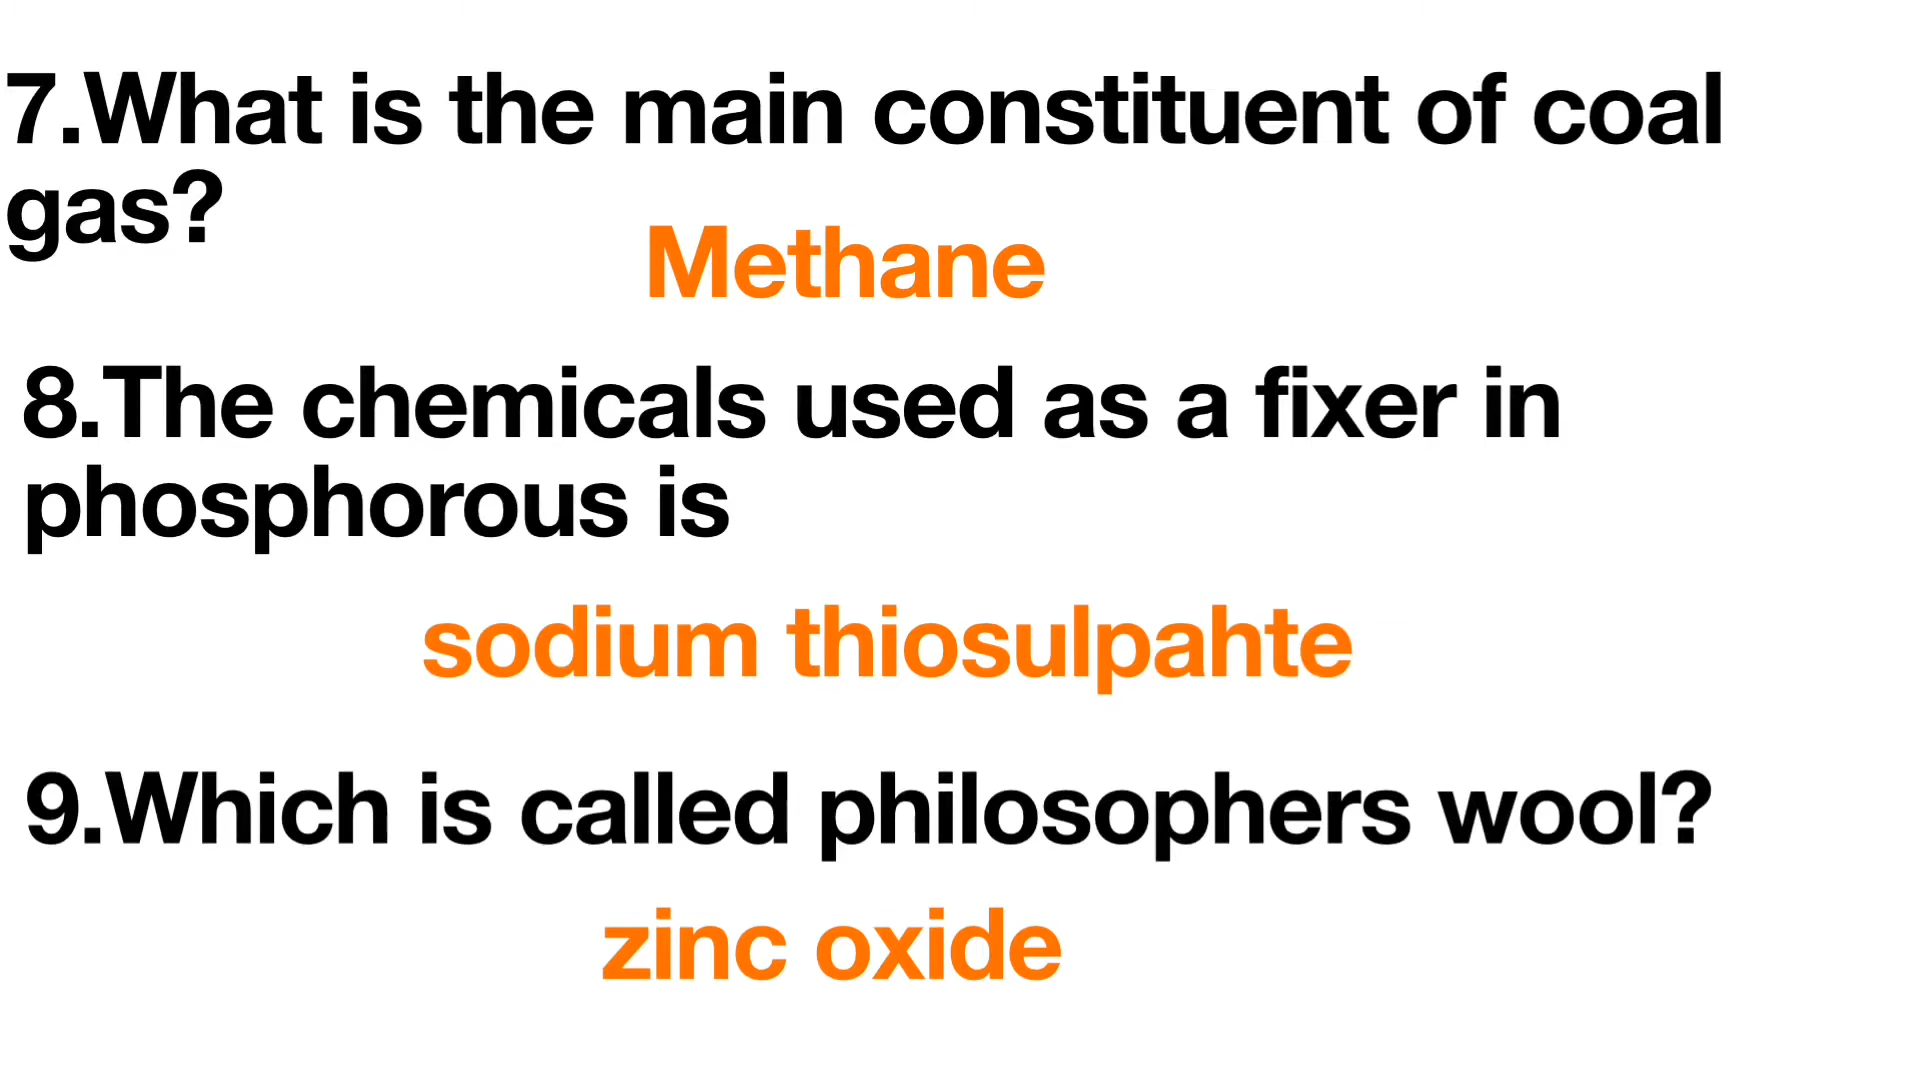 7.What is the main constituent of coal
gas?
Methane
8.The chemicals used as a fixer in
phosphorous is
sodium thiosulpahte
9.Which is called philosophers wool?
zinc oxide